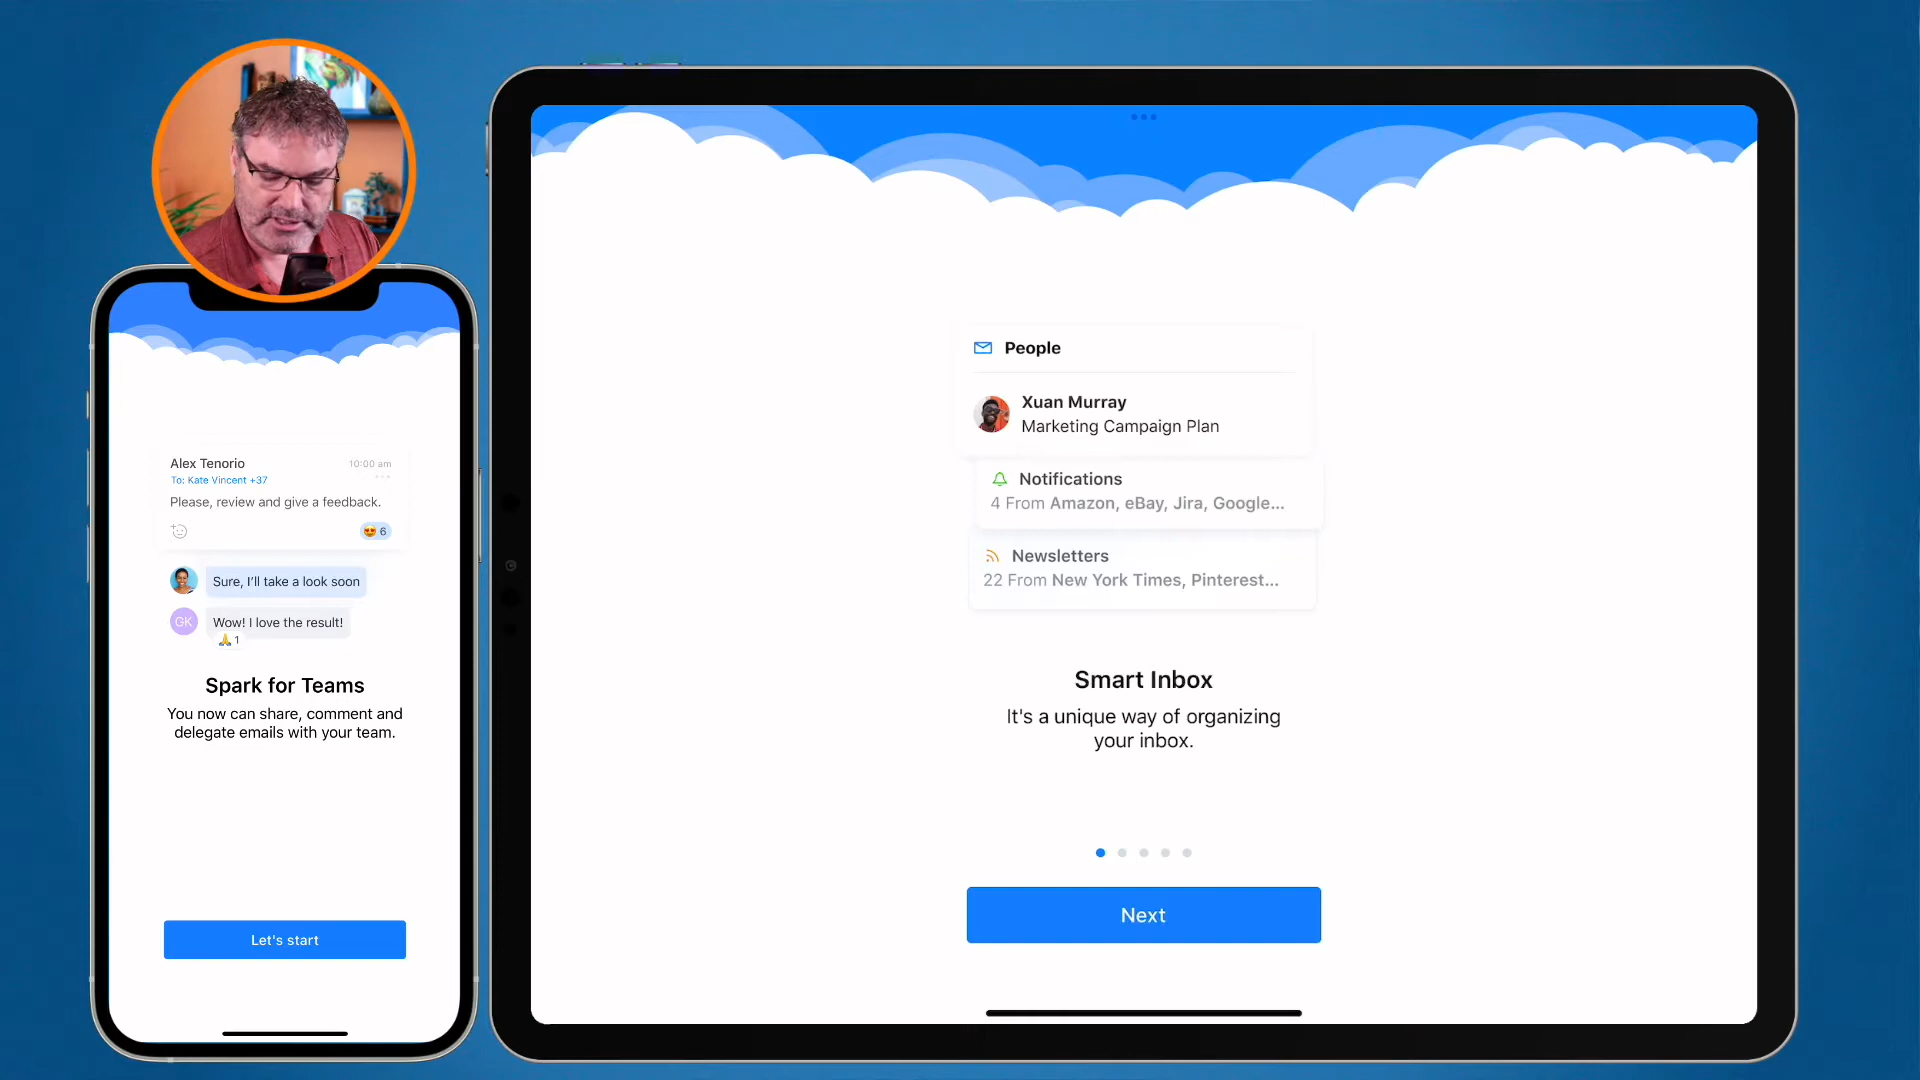 Alex Tenorio
10:00 am
To: Kate Vincent +37
Please, review and give a feedback.
6
Sure, I'll take a look soon
GK
Wow! I love the result!
1
Spark for Teams
You now can share, comment and
delegate emails with your team.
Let's start
People
Xuan Murray
Marketing Campaign Plan
Notifications
4 From Amazon, eBay, Jira, Google...
Newsletters
22 From New York Times, Pinterest...
Smart Inbox
It's a unique way of organizing
your inbox.
Next